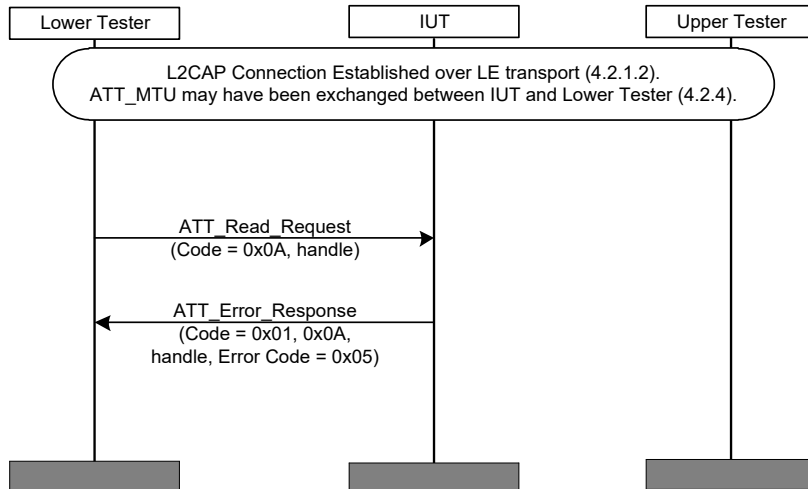 Lower Tester
IUT
Upper Tester
L2CAP Connection Established over LE transport (4.2.1.2).
ATT_MTU may have been exchanged between IUT and Lower Tester (4.2.4).
ATT_Read_Request
(Code = 0x0A, handle)
ATT_Error_Response
(Code = 0x01, 0x0A,
handle, Error Code = 0x05)